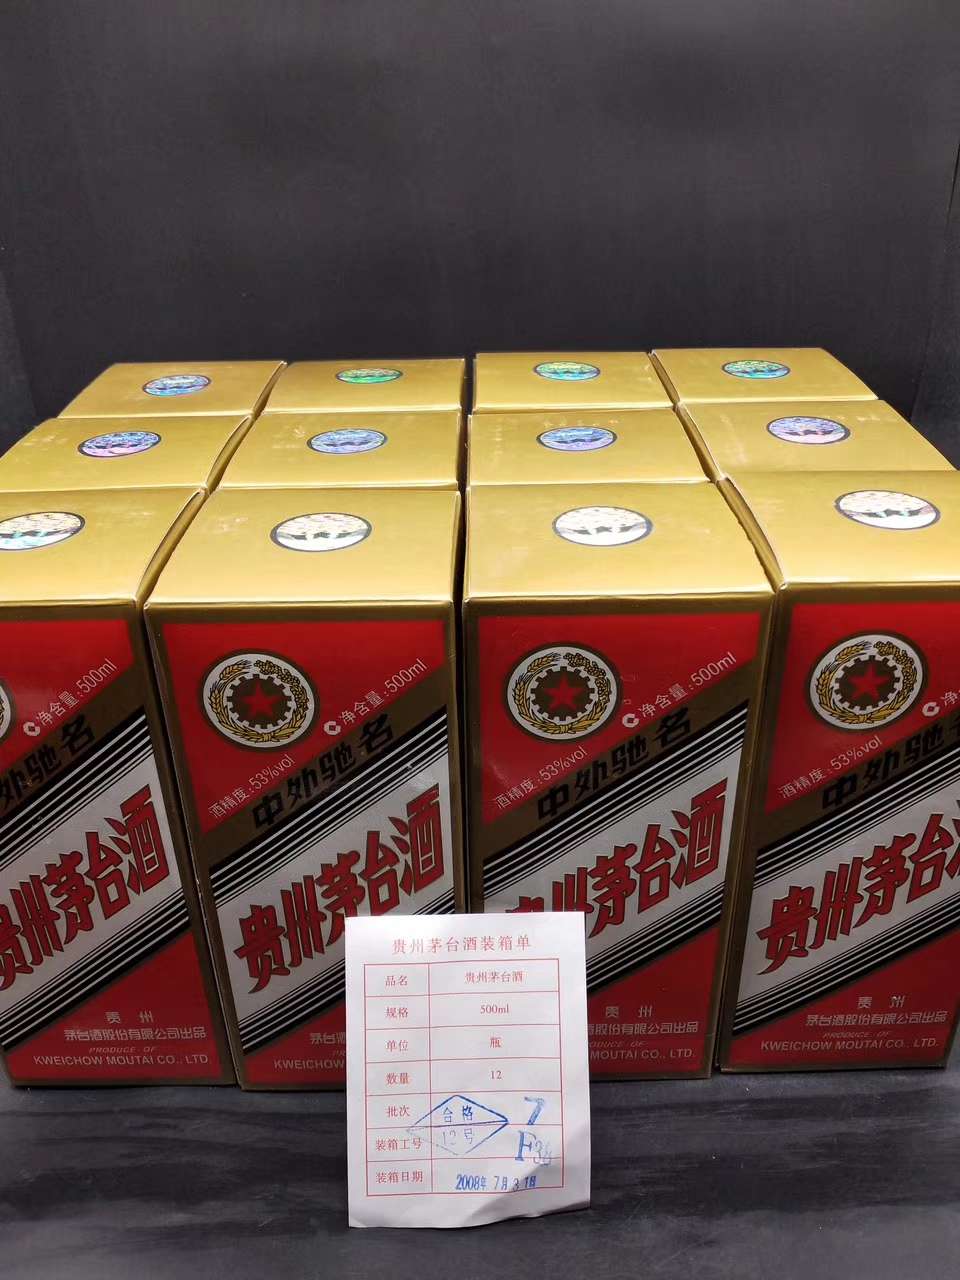 净含量:500ml
中外驰名
贵州茅台酒
贵 州
茅台酒股份有限公司出品
PRODUCE · OF
KWEICHOW MOUTAI CO., LTD.
净含量:500ml
酒精度:53%vol
中外驰名
贵州茅台酒
KWEICHOW
净含量:500ml
酒精度:53%vol
中外驰名
茅台酒
贵 州
酒股份有限公司出品
PRODUCE · OF
MOUTAI CO., LTD.
净含量:500ml
酒精度:53%vol
中外驰名
贵州茅台酒
贵 州
茅台酒股份有限公司出品
PRODUCE · OF
KWEICHOW MOUTAI CO., LTD.
贵州茅台酒装箱单
品名 贵州茅台酒
规格 500ml
单位 瓶
数量 12
批次 合格 7
装箱工号 12号 F36
装箱日期 2008年 7月 31日